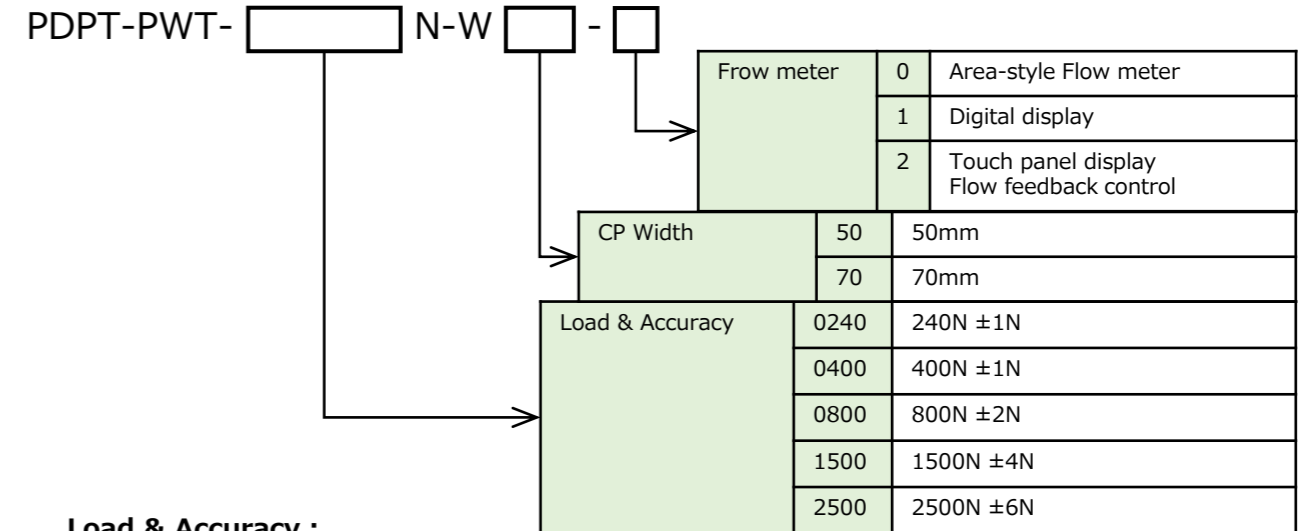 PDPT-PWT- N-W -
Frow meter 0 Area-style Flow meter
1 Digital display
2 Touch panel display
Flow feedback control
CP Width 50 50mm
70 70mm
Load & Accuracy 0240 240N ±1N
0400 400N ±1N
0800 800N ±2N
1500 1500N ±4N
2500 2500N ±6N
Load & Accuracy :